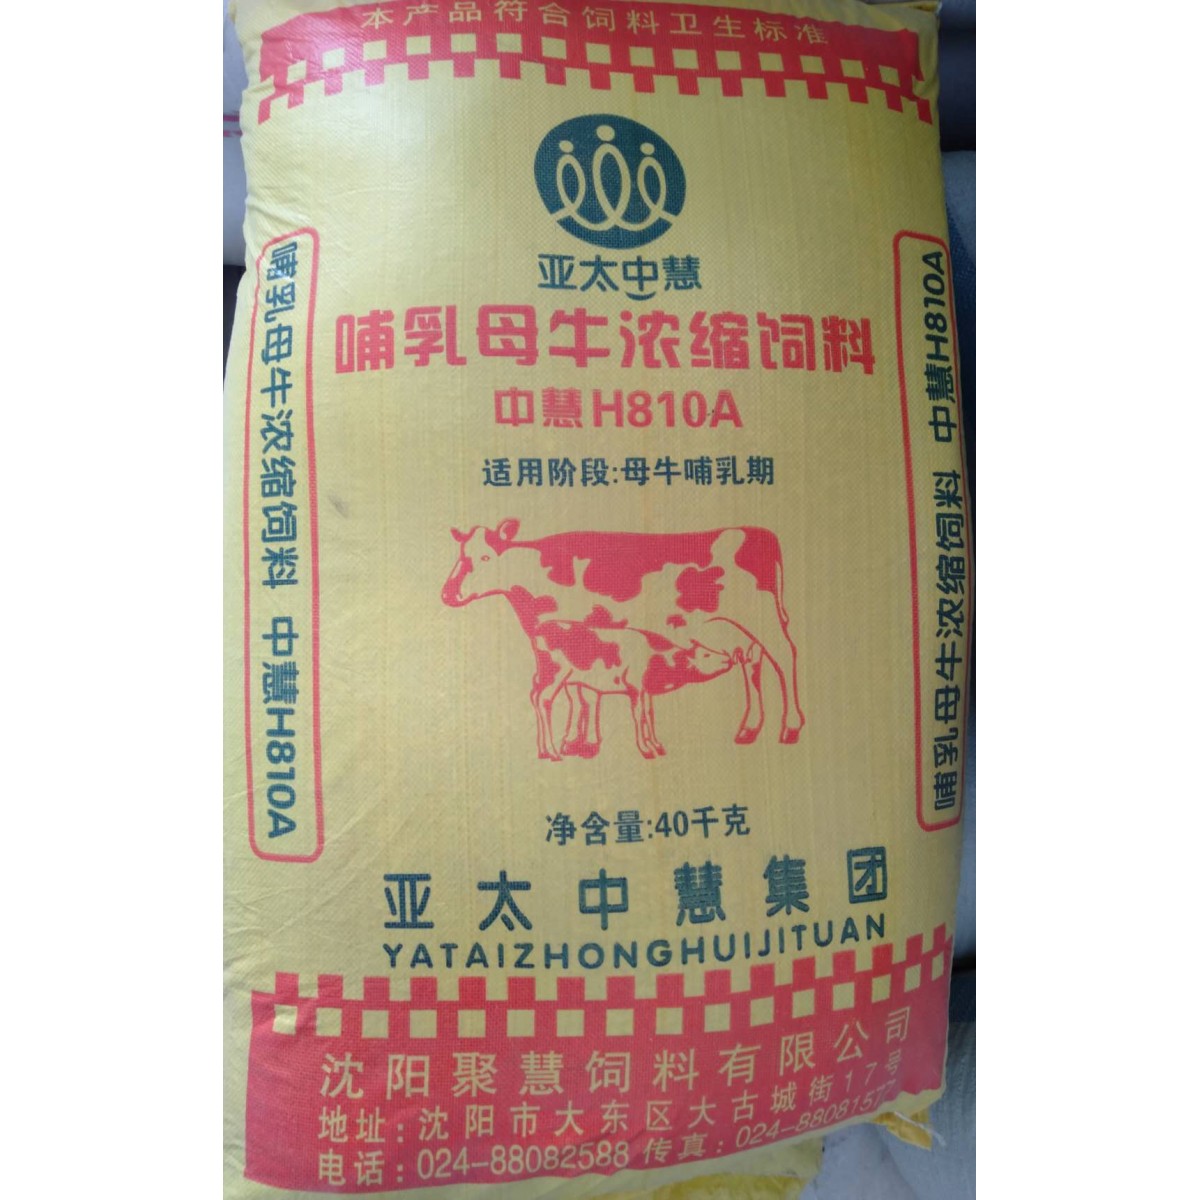 本产品符合饲料卫生标准
亚太中慧
哺乳母牛浓缩饲料
中慧H810A
适用阶段:母牛哺乳期
哺乳母牛浓缩饲料 中慧H810A
哺乳母牛浓缩饲料 中慧H810A
净含量:40千克
亚太中慧集团
YATAIZHONGHUIJITUAN
沈阳聚慧饲料有限公司
地址:沈阳市大东区大古城街17号
电话:024-88082588 传真:024-8808157